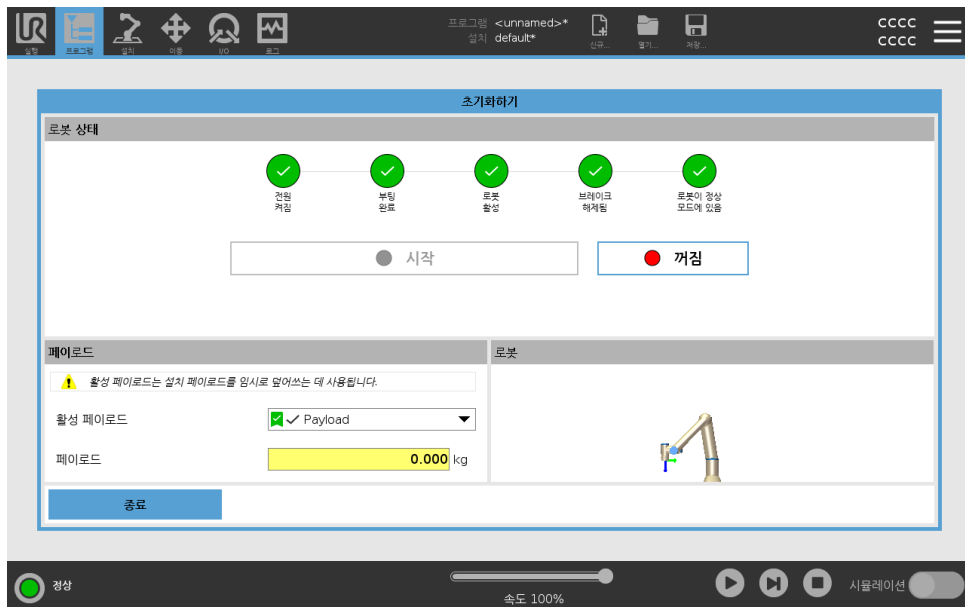 프로그램 <unnamed>*
설치 default*
CCCC
CCCC
실행
프로그램
설치
이동
I/O
로그
신규...
열기...
저장...
초기화하기
로봇 상태
전원
켜짐
부팅
완료
로봇
활성
브레이크
해제됨
로봇이 정상
모드에 있음
시작
꺼짐
페이로드
로봇
활성 페이로드는 설치 페이로드를 임시로 덮어쓰는 데 사용됩니다.
활성 페이로드
Payload
페이로드
0.000 kg
종료
정상
속도 100%
시뮬레이션